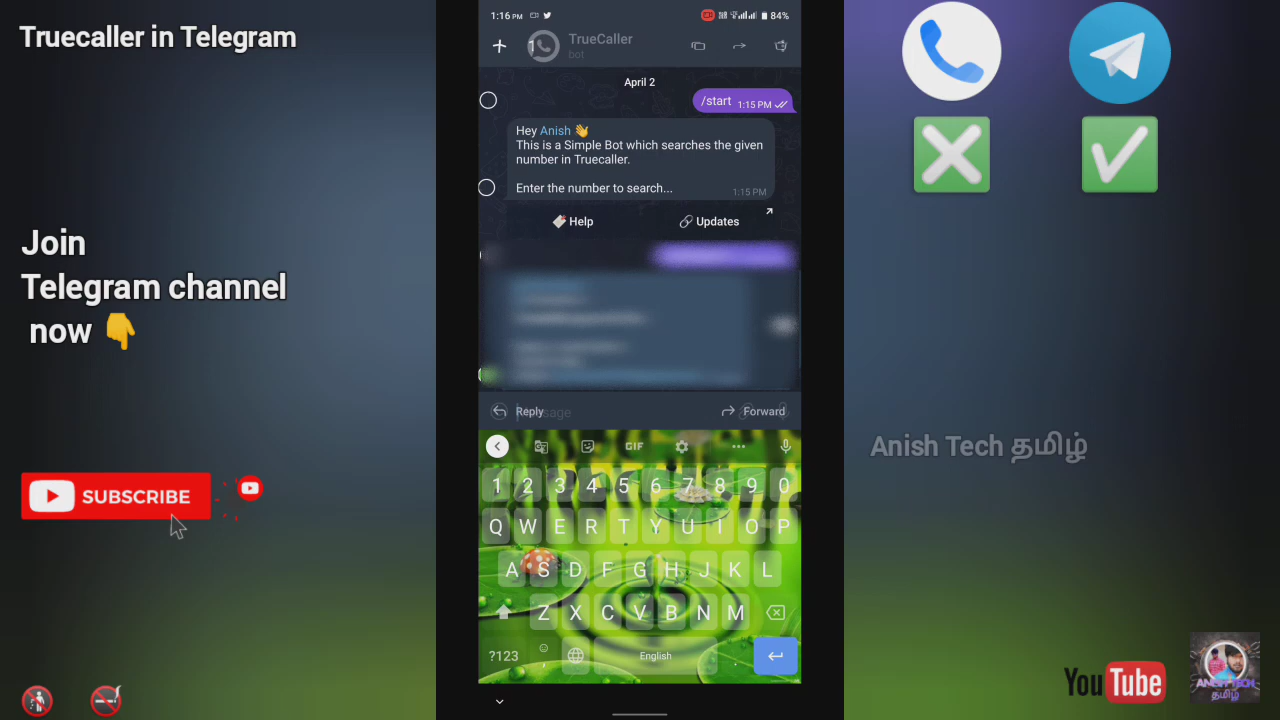 Truecaller in Telegram
Join
Telegram channel
now 👇
SUBSCRIBE
1:16 PM
84%
TrueCaller
bot
April 2
/start 1:15 PM
Hey Anish 👋
This is a Simple Bot which searches the given
number in Truecaller.
Enter the number to search...
1:15 PM
Help
Updates
Reply
Forward
GIF
1 2 3 4 5 6 7 8 9 0
Q W E R T Y U I O P
A S D F G H J K L
Z X C V B N M
?123
English
Anish Tech தமிழ்
YouTube
ANISH TECH
தமிழ்